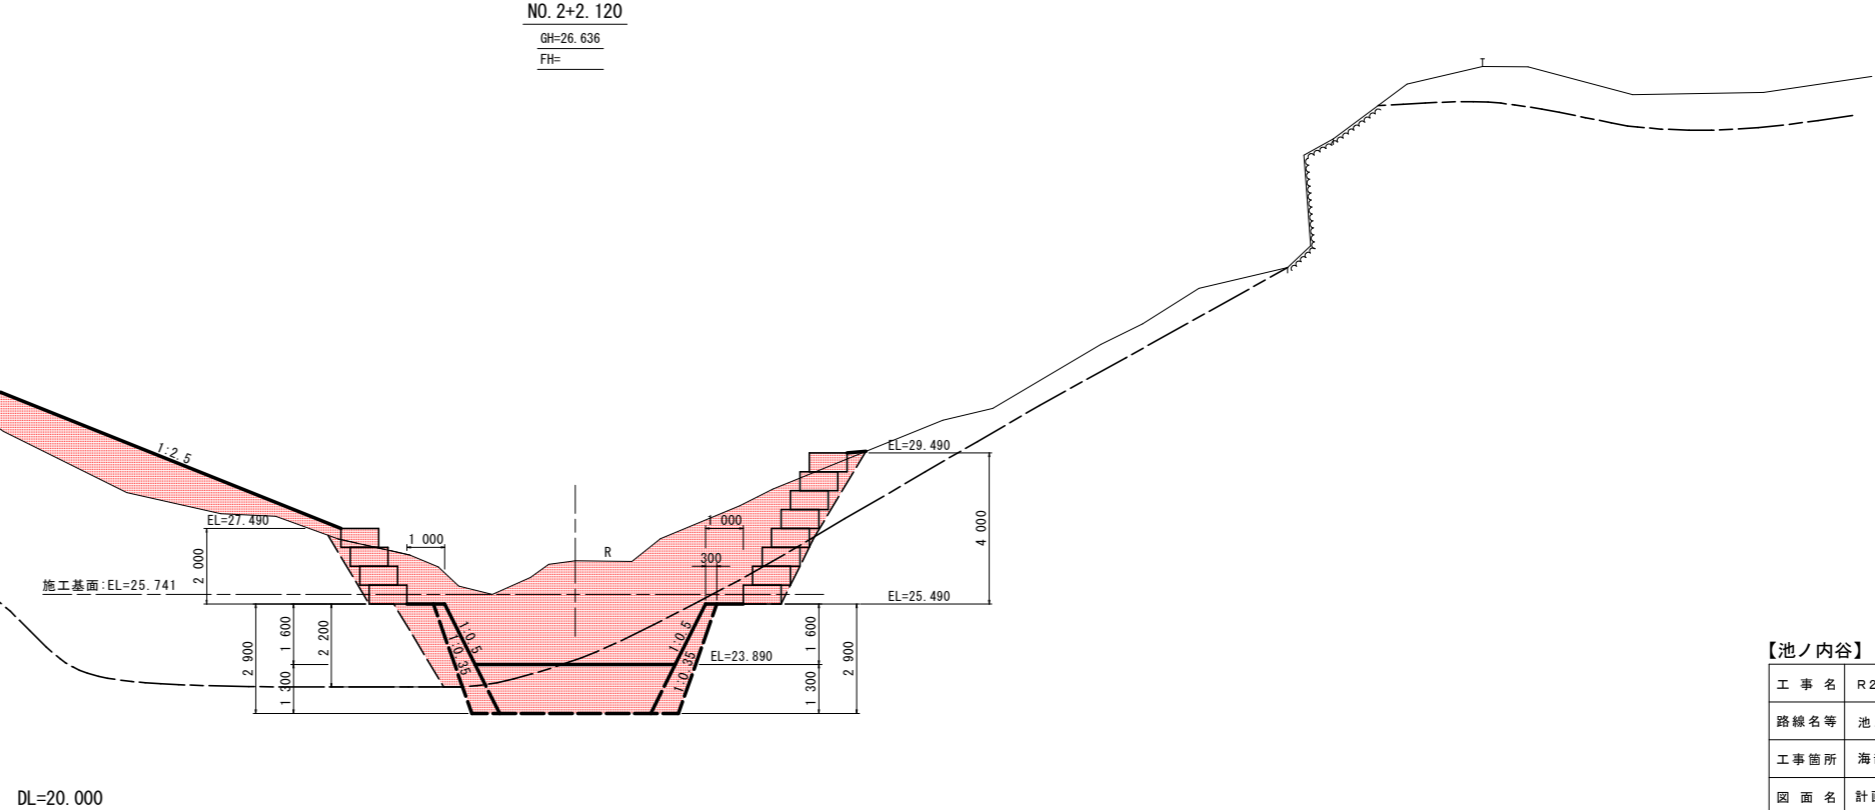 NO. 2+2. 120
GH=26. 636
FH=
T
1:2.5
EL=29.490
EL=27.490
1 000
1 000
R
4 000
300
2 000
施工基面:EL=25.741
EL=25.490
1:0.5
1:0.35
1:0.5
1:0.35
2 900
1 600
2 200
1 300
EL=23.890
1 600
2 900
1 300
【池ノ内谷】
工 事 名 R2
路線名等 池
工事箇所
図 面 名
DL=20. 000